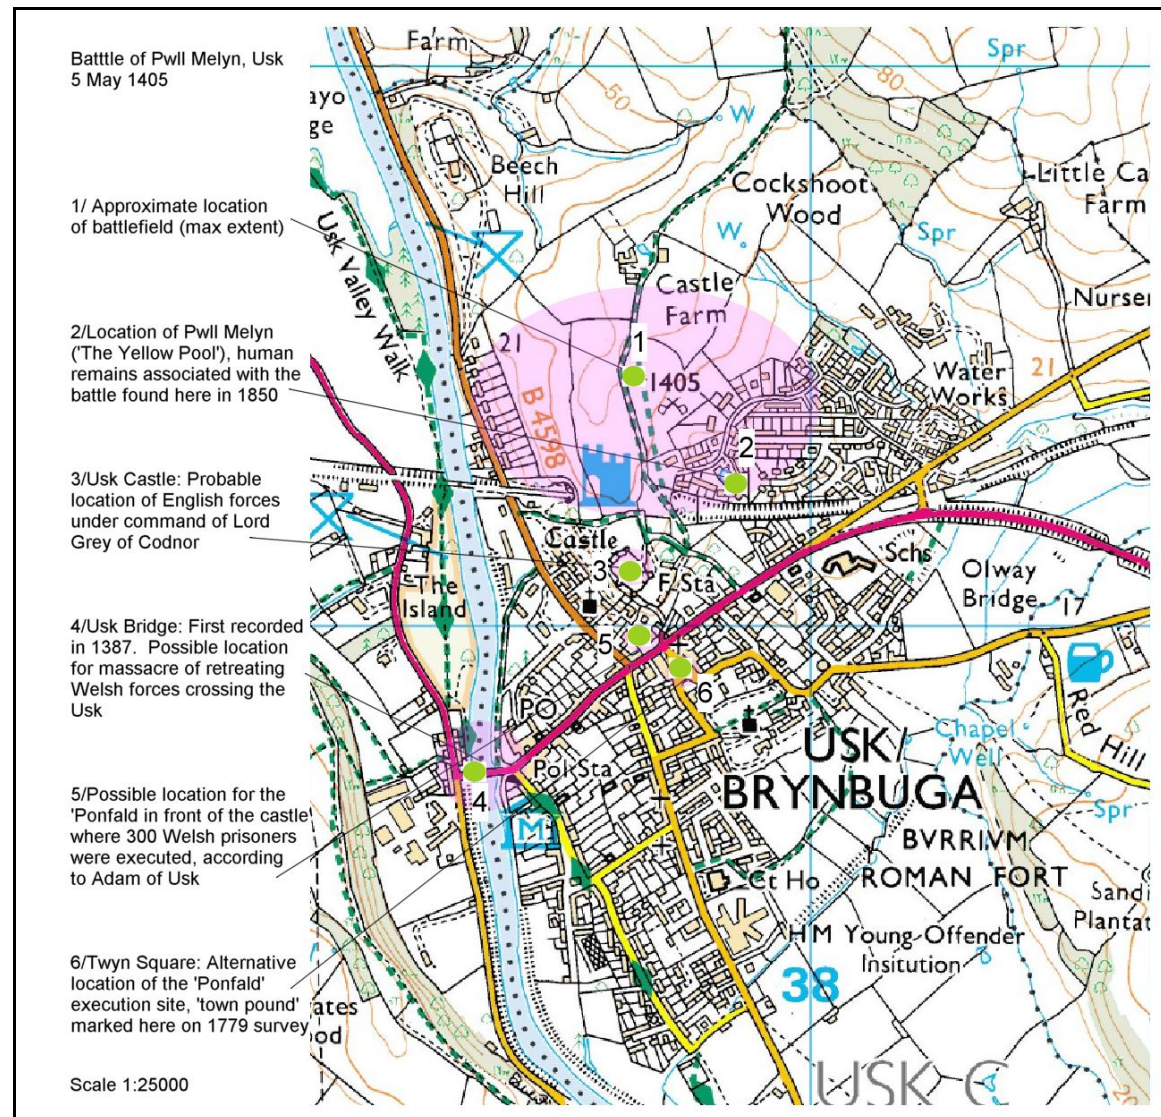 Batttle of Pwll Melyn, Usk
5 May 1405
1/ Approximate location
of battlefield (max extent)
2/Location of Pwll Melyn
('The Yellow Pool'), human
remains associated with the
battle found here in 1850
3/Usk Castle: Probable
location of English forces
under command of Lord
Grey of Codnor
4/Usk Bridge: First recorded
in 1387. Possible location
for massacre of retreating
Welsh forces crossing the
Usk
5/Possible location for the
'Ponfald in front of the castle
where 300 Welsh prisoners
were executed, according
to Adam of Usk
6/Twyn Square: Alternative
location of the 'Ponfald'
execution site, 'town pound'
marked here on 1779 survey
Scale 1:25000
Farm
Spr
80
50
W
ayo
ge
Beech
Hill
Cockshoot
Wood
Little Ca
Farm
W
Spr
Usk Valley Walk
Castle
Farm
Nurser
21
1
1405
B 4598
Water
Works
21
2
Castle
3
F Sta
Schs
Olway
Bridge
17
The
Island
5
6
PO
Pol Sta
Chapel
Well
Red Hill
USK/
BRYNBUGA
4
M
Spr
BVRRIVM
ROMAN FORT
Ct Ho
Sandi
Plantat
HM Young Offender
Insitution
38
ates
od
USK C
20